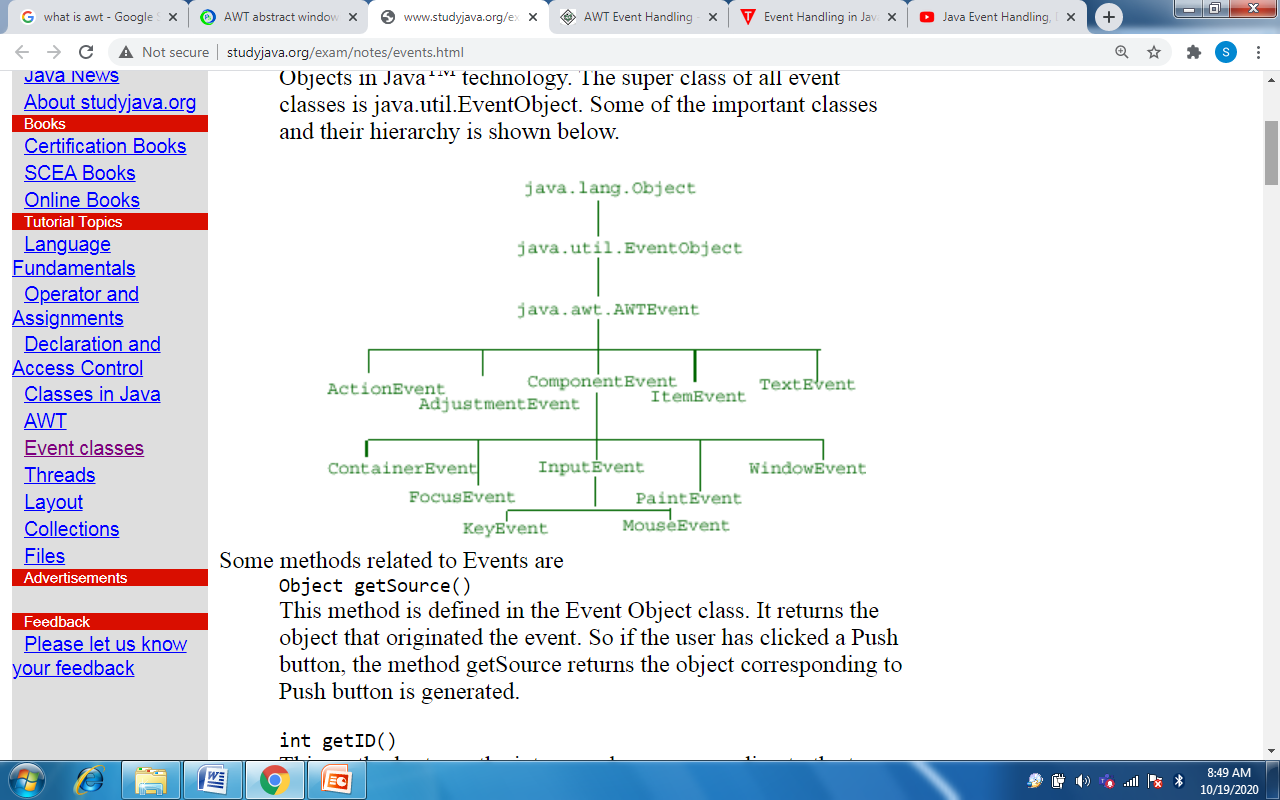 what is awt - Google S
AWT abstract window
www.studyjava.org/ex
AWT Event Handling -
Event Handling in Java
Java Event Handling,
Not secure
studyjava.org/exam/notes/events.html
S
Java News
About studyjava.org
Books
Certification Books
SCEA Books
Online Books
Tutorial Topics
Language
Fundamentals
Operator and
Assignments
Declaration and
Access Control
Classes in Java
AWT
Event classes
Threads
Layout
Collections
Files
Advertisements
Feedback
Please let us know
your feedback
Objects in Java™ technology. The super class of all event
classes is java.util.EventObject. Some of the important classes
and their hierarchy is shown below.
java.lang.Object
java.util.EventObject
java.awt.AWTEvent
ActionEvent
AdjustmentEvent
ComponentEvent
ItemEvent
TextEvent
ContainerEvent
FocusEvent
InputEvent
PaintEvent
WindowEvent
KeyEvent
MouseEvent
Some methods related to Events are
Object getSource()
This method is defined in the Event Object class. It returns the
object that originated the event. So if the user has clicked a Push
button, the method getSource returns the object corresponding to
Push button is generated.
int getID()
8:49 AM
10/19/2020